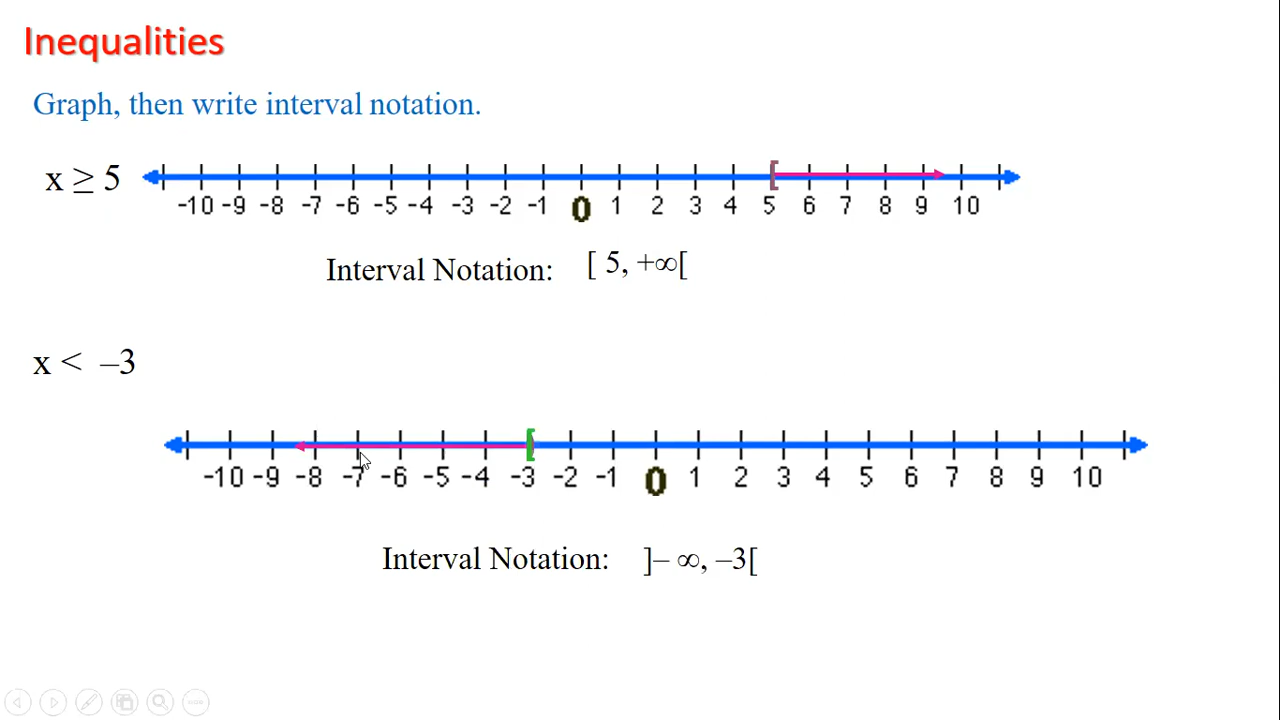 Inequalities
Graph, then write interval notation.
x ≥ 5
-10 -9 -8 -7 -6 -5 -4 -3 -2 -1 0 1 2 3 4 5 6 7 8 9 10
Interval Notation: [ 5, +∞[
x < –3
-10 -9 -8 -7 -6 -5 -4 -3 -2 -1 0 1 2 3 4 5 6 7 8 9 10
Interval Notation: ]– ∞, –3[